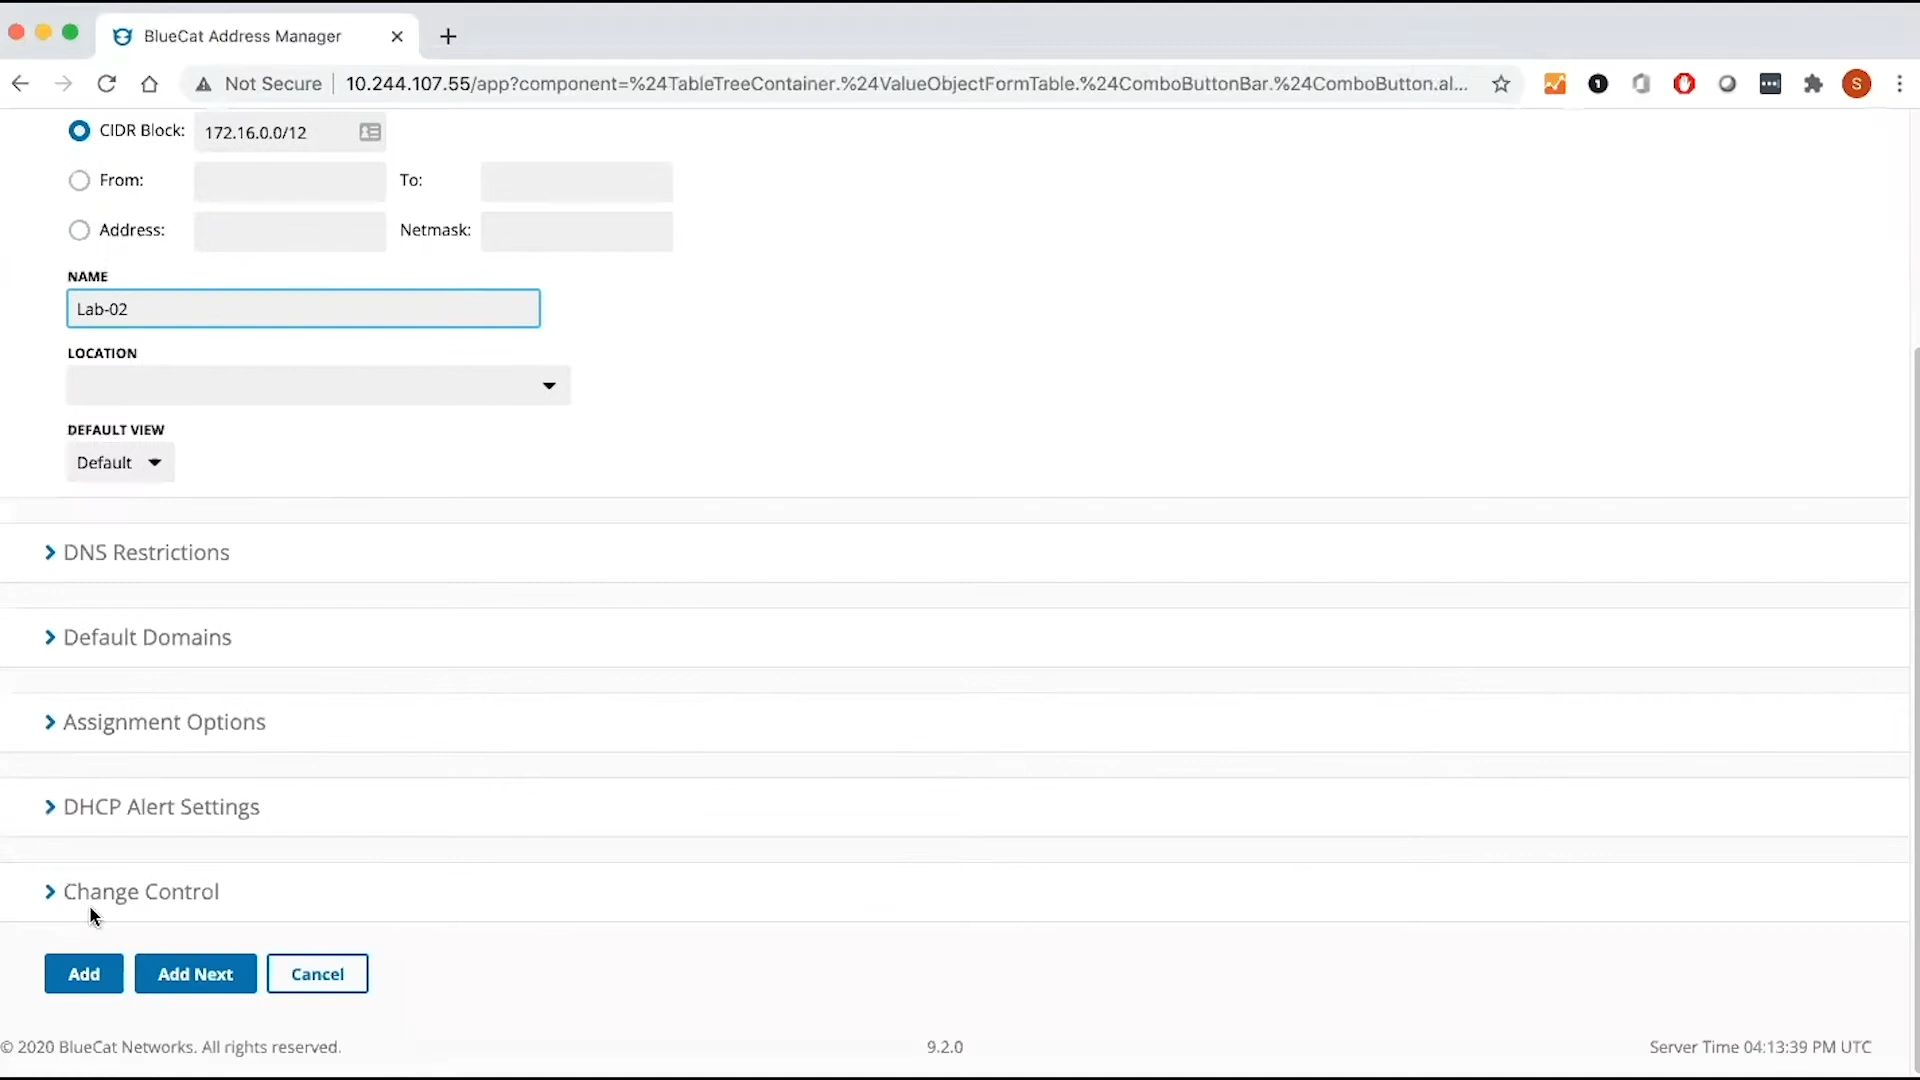 BlueCat Address Manager
Not Secure
10.244.107.55/app?component=%24TableTreeContainer.%24ValueObjectFormTable.%24ComboButtonBar.%24ComboButton.al...
S
CIDR Block: 172.16.0.0/12
From: To:
Address: Netmask:
NAME
Lab-02
LOCATION
DEFAULT VIEW
Default
DNS Restrictions
Default Domains
Assignment Options
DHCP Alert Settings
Change Control
Add Add Next Cancel
© 2020 BlueCat Networks. All rights reserved. 9.2.0 Server Time 04:13:39 PM UTC